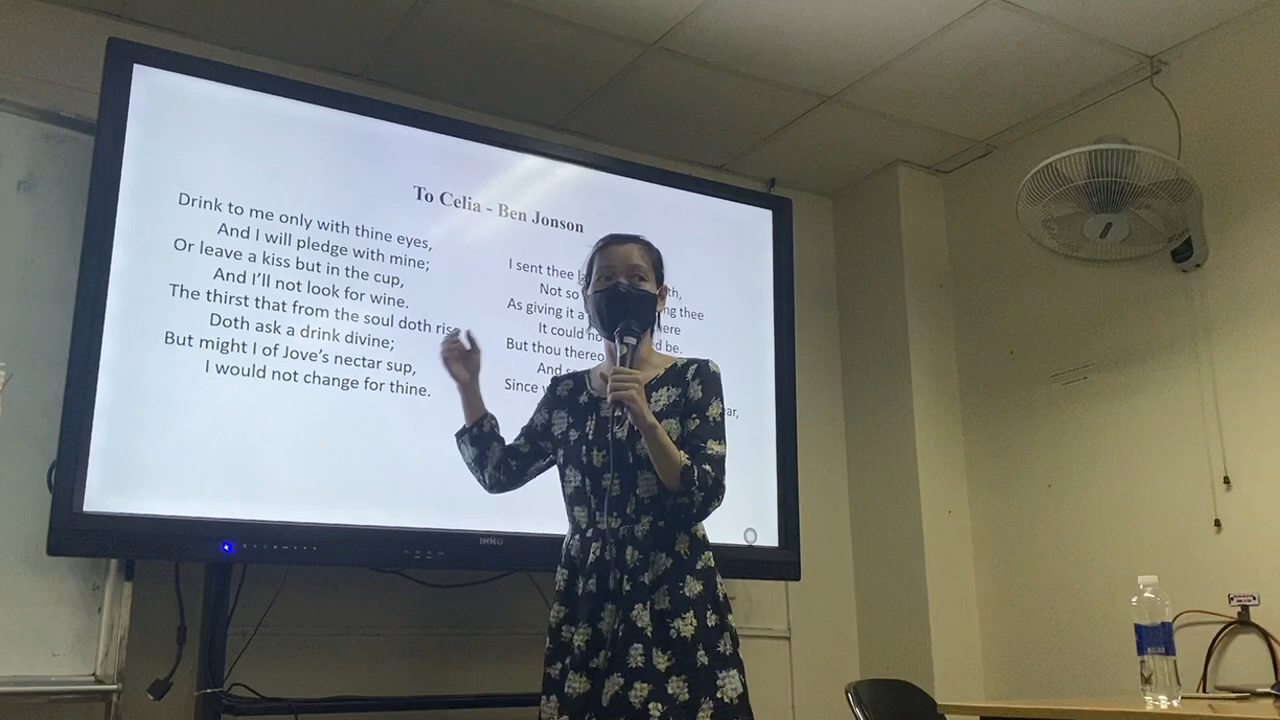 To Celia - Ben Jonson
Drink to me only with thine eyes,
And I will pledge with mine;
Or leave a kiss but in the cup,
And I'll not look for wine.
The thirst that from the soul doth rise
Doth ask a drink divine;
But might I of Jove's nectar sup,
I would not change for thine.
I sent thee
Not so thee
As giving it a
It could be.
But thou
And
Since